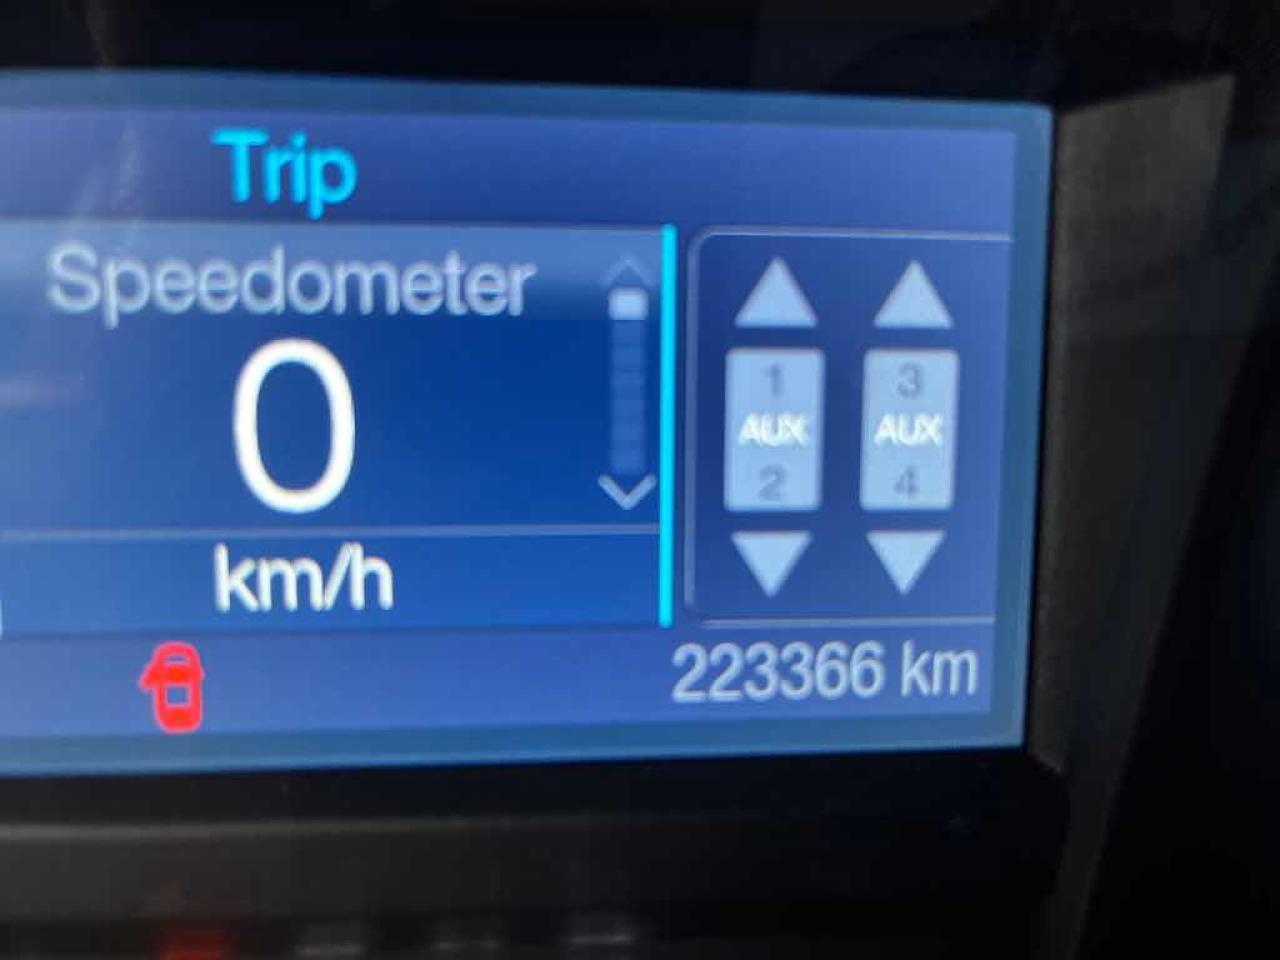 Trip
Speedometer
0
km/h
1
AUX
2
3
AUX
4
223366 km